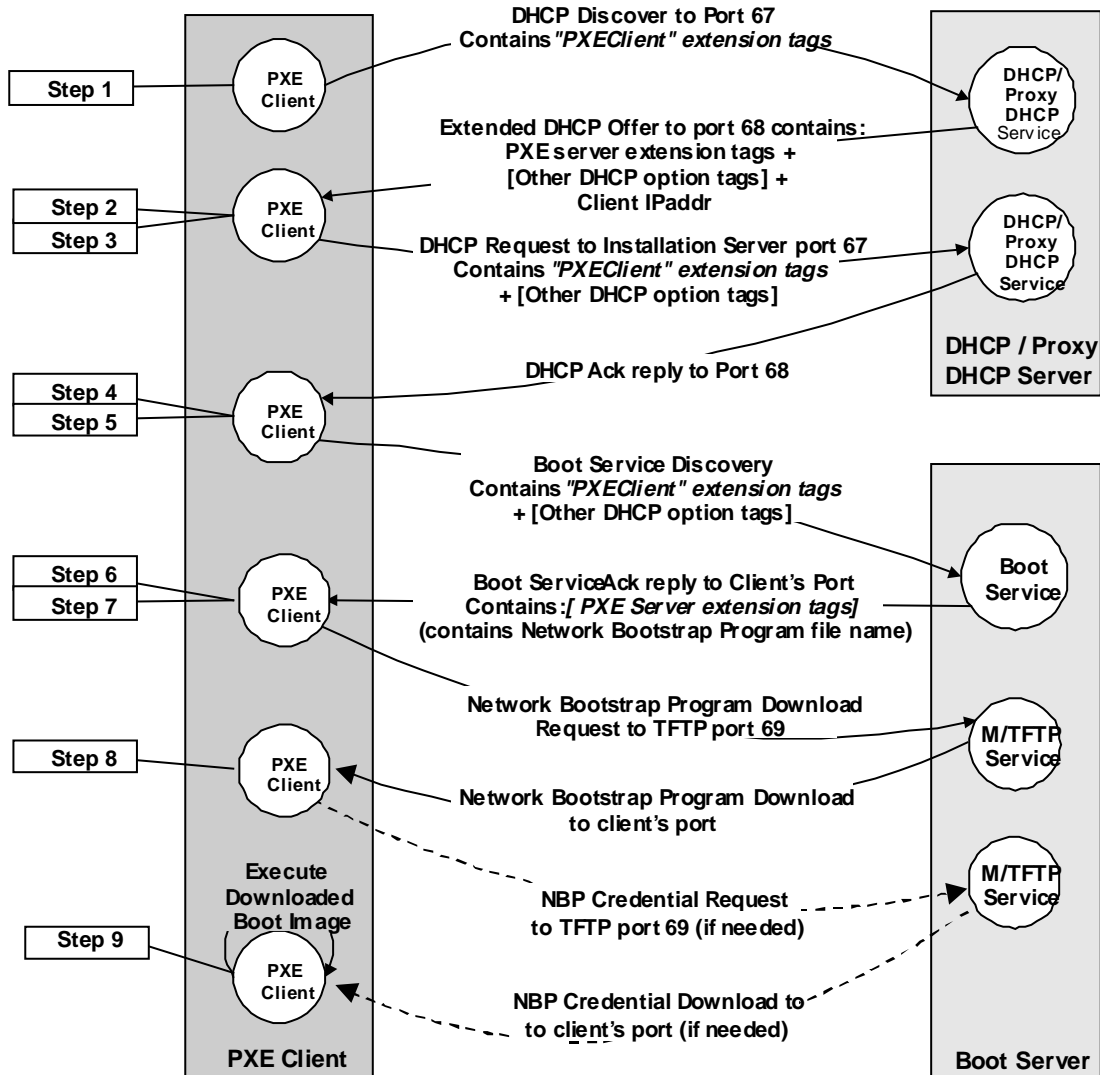 DHCP Discover to Port 67
Contains "PXEClient" extension tags
Step 1
PXE
Client
DHCP/
Proxy
DHCP
Service
Extended DHCP Offer to port 68 contains:
PXE server extension tags +
[Other DHCP option tags] +
Client IPaddr
Step 2
Step 3
PXE
Client
DHCP Request to Installation Server port 67
Contains "PXEClient" extension tags
+ [Other DHCP option tags]
DHCP/
Proxy
DHCP
Service
DHCP / Proxy
DHCP Server
DHCP Ack reply to Port 68
Step 4
Step 5
PXE
Client
Boot Service Discovery
Contains "PXEClient" extension tags
+ [Other DHCP option tags]
Boot
Service
Step 6
Step 7
PXE
Client
Boot ServiceAck reply to Client's Port
Contains:[ PXE Server extension tags]
(contains Network Bootstrap Program file name)
Network Bootstrap Program Download
Request to TFTP port 69
M/TFTP
Service
Step 8
PXE
Client
Network Bootstrap Program Download
to client's port
Execute
Downloaded
Boot Image
NBP Credential Request
to TFTP port 69 (if needed)
M/TFTP
Service
Step 9
PXE
Client
NBP Credential Download to
to client's port (if needed)
PXE Client
Boot Server